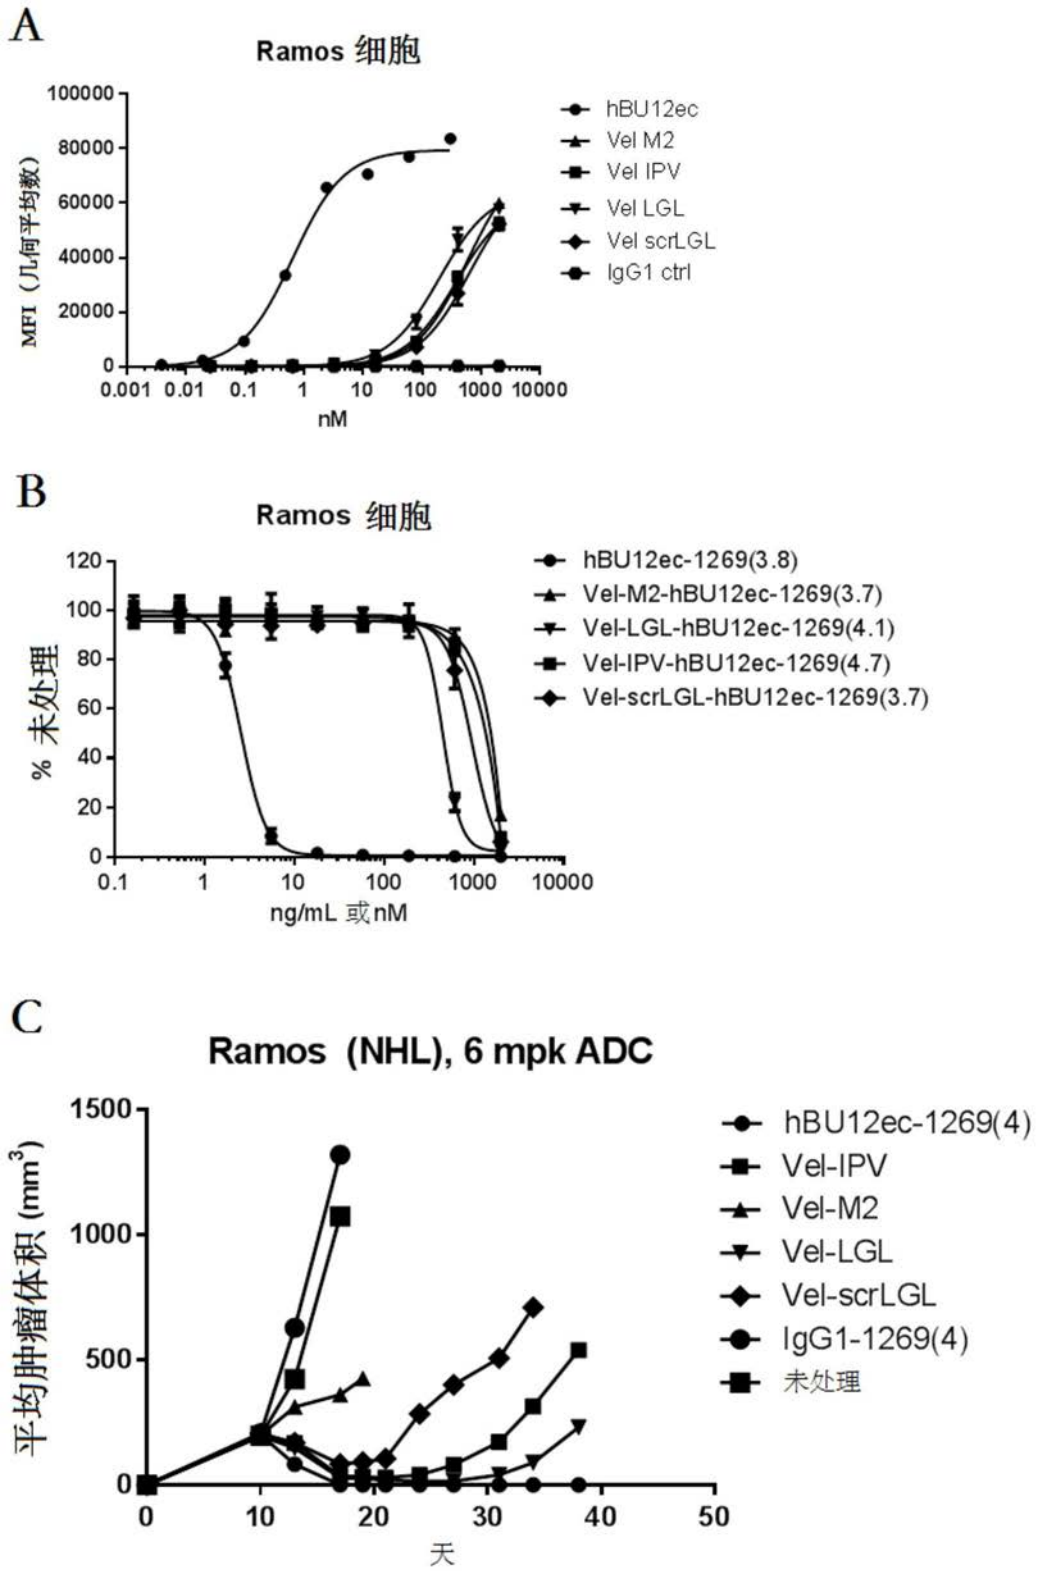 A
Ramos 细胞
MFI（几何平均数）
100000
80000
60000
40000
20000
0
0.001 0.01 0.1 1 10 100 1000 10000
nM
hBU12ec
Vel M2
Vel IPV
Vel LGL
Vel scrLGL
IgG1 ctrl
B
Ramos 细胞
% 未处理
120
100
80
60
40
20
0
0.1 1 10 100 1000 10000
ng/mL 或nM
hBU12ec-1269(3.8)
Vel-M2-hBU12ec-1269(3.7)
Vel-LGL-hBU12ec-1269(4.1)
Vel-IPV-hBU12ec-1269(4.7)
Vel-scrLGL-hBU12ec-1269(3.7)
C
Ramos (NHL), 6 mpk ADC
平均肿瘤体积 (mm³)
1500
1000
500
0
0 10 20 30 40 50
天
hBU12ec-1269(4)
Vel-IPV
Vel-M2
Vel-LGL
Vel-scrLGL
IgG1-1269(4)
未处理